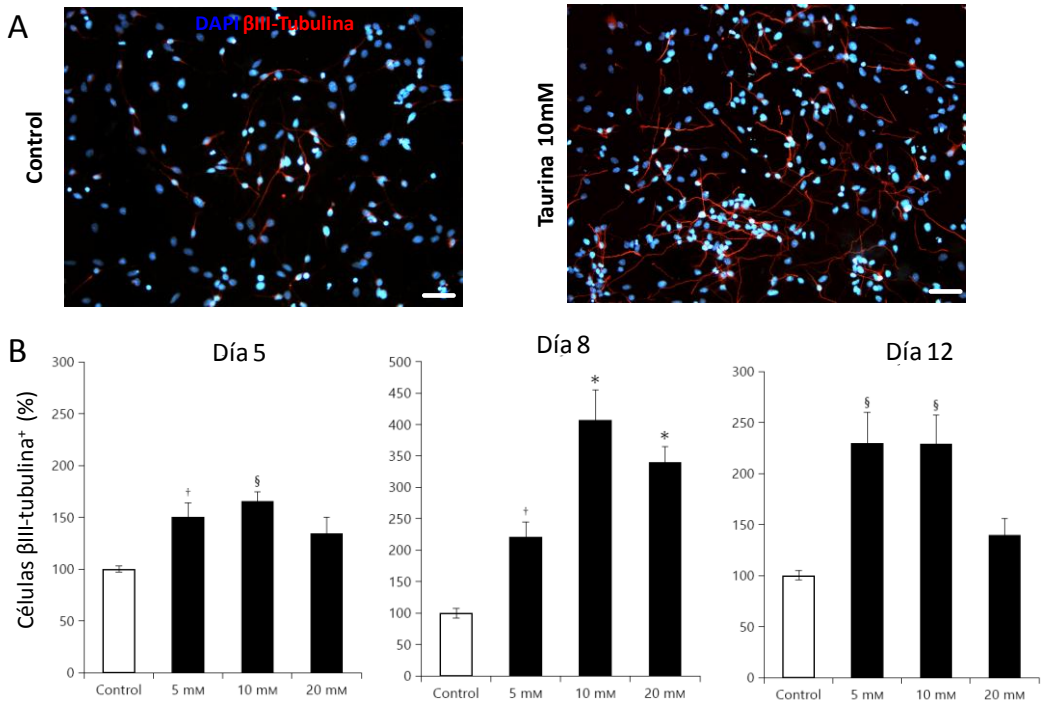 A
DAPI βIII-Tubulina
Control
Taurina 10mM
B
Células βIII-tubulina⁺ (%)
Día 5
300
250
200
150
100
50
0
†
§
Control
5 mM
10 mM
20 mM
Día 8
500
450
400
350
300
250
200
150
100
50
0
†
*
*
Control
5 mM
10 mM
20 mM
Día 12
300
250
200
150
100
50
0
§
§
Control
5 mM
10 mM
20 mM